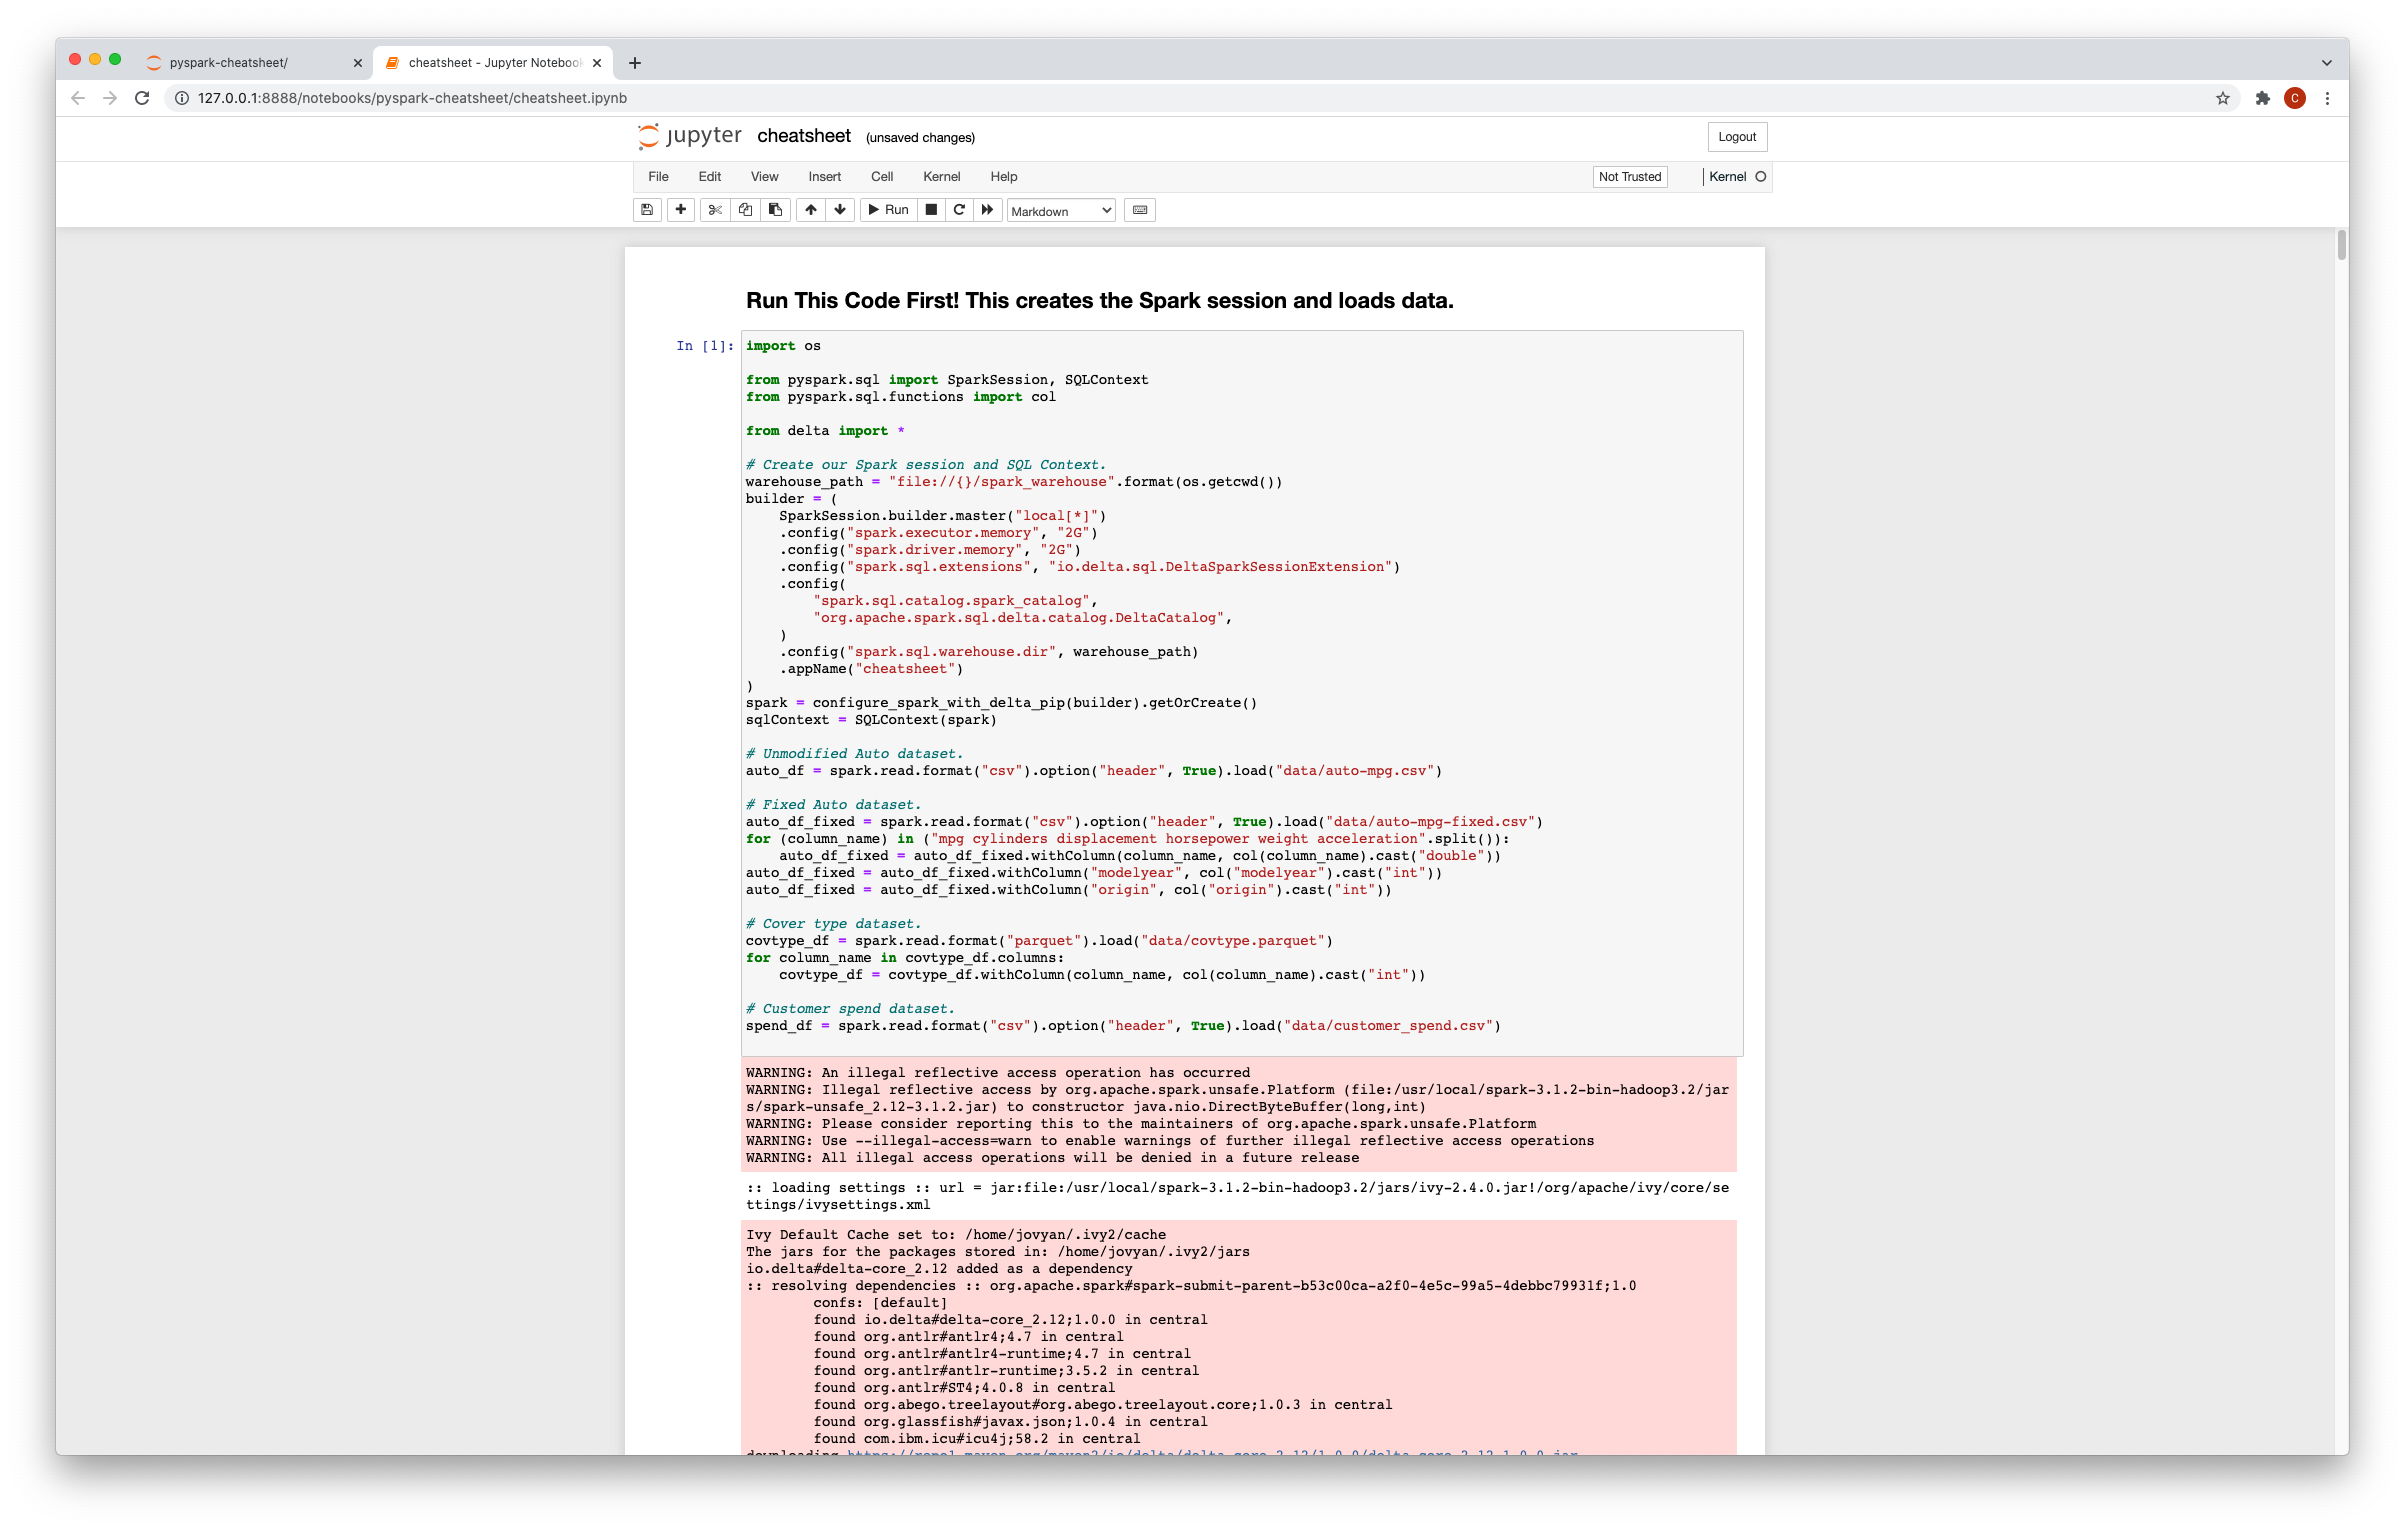 pyspark-cheatsheet/
cheatsheet - Jupyter Notebook
127.0.0.1:8888/notebooks/pyspark-cheatsheet/cheatsheet.ipynb
C
jupyter cheatsheet (unsaved changes)
Logout
File Edit View Insert Cell Kernel Help
Not Trusted
Kernel
Run
Markdown
Run This Code First! This creates the Spark session and loads data.
In [1]:
import os
from pyspark.sql import SparkSession, SQLContext
from pyspark.sql.functions import col
from delta import *
# Create our Spark session and SQL Context.
warehouse_path = "file://{}/spark_warehouse".format(os.getcwd())
builder = (
    SparkSession.builder.master("local[*]")
    .config("spark.executor.memory", "2G")
    .config("spark.driver.memory", "2G")
    .config("spark.sql.extensions", "io.delta.sql.DeltaSparkSessionExtension")
    .config(
        "spark.sql.catalog.spark_catalog",
        "org.apache.spark.sql.delta.catalog.DeltaCatalog",
    )
    .config("spark.sql.warehouse.dir", warehouse_path)
    .appName("cheatsheet")
)
spark = configure_spark_with_delta_pip(builder).getOrCreate()
sqlContext = SQLContext(spark)
# Unmodified Auto dataset.
auto_df = spark.read.format("csv").option("header", True).load("data/auto-mpg.csv")
# Fixed Auto dataset.
auto_df_fixed = spark.read.format("csv").option("header", True).load("data/auto-mpg-fixed.csv")
for (column_name) in ("mpg cylinders displacement horsepower weight acceleration".split()):
    auto_df_fixed = auto_df_fixed.withColumn(column_name, col(column_name).cast("double"))
auto_df_fixed = auto_df_fixed.withColumn("modelyear", col("modelyear").cast("int"))
auto_df_fixed = auto_df_fixed.withColumn("origin", col("origin").cast("int"))
# Cover type dataset.
covtype_df = spark.read.format("parquet").load("data/covtype.parquet")
for column_name in covtype_df.columns:
    covtype_df = covtype_df.withColumn(column_name, col(column_name).cast("int"))
# Customer spend dataset.
spend_df = spark.read.format("csv").option("header", True).load("data/customer_spend.csv")
WARNING: An illegal reflective access operation has occurred
WARNING: Illegal reflective access by org.apache.spark.unsafe.Platform (file:/usr/local/spark-3.1.2-bin-hadoop3.2/jar
s/spark-unsafe_2.12-3.1.2.jar) to constructor java.nio.DirectByteBuffer(long,int)
WARNING: Please consider reporting this to the maintainers of org.apache.spark.unsafe.Platform
WARNING: Use --illegal-access=warn to enable warnings of further illegal reflective access operations
WARNING: All illegal access operations will be denied in a future release
:: loading settings :: url = jar:file:/usr/local/spark-3.1.2-bin-hadoop3.2/jars/ivy-2.4.0.jar!/org/apache/ivy/core/se
ttings/ivysettings.xml
Ivy Default Cache set to: /home/jovyan/.ivy2/cache
The jars for the packages stored in: /home/jovyan/.ivy2/jars
io.delta#delta-core_2.12 added as a dependency
:: resolving dependencies :: org.apache.spark#spark-submit-parent-b53c00ca-a2f0-4e5c-99a5-4debbc79931f;1.0
        confs: [default]
        found io.delta#delta-core_2.12;1.0.0 in central
        found org.antlr#antlr4;4.7 in central
        found org.antlr#antlr4-runtime;4.7 in central
        found org.antlr#antlr-runtime;3.5.2 in central
        found org.antlr#ST4;4.0.8 in central
        found org.abego.treelayout#org.abego.treelayout.core;1.0.3 in central
        found org.glassfish#javax.json;1.0.4 in central
        found com.ibm.icu#icu4j;58.2 in central
downloading https://repo1.maven.org/maven2/io/delta/delta-core_2.12/1.0.0/delta-core_2.12-1.0.0.jar